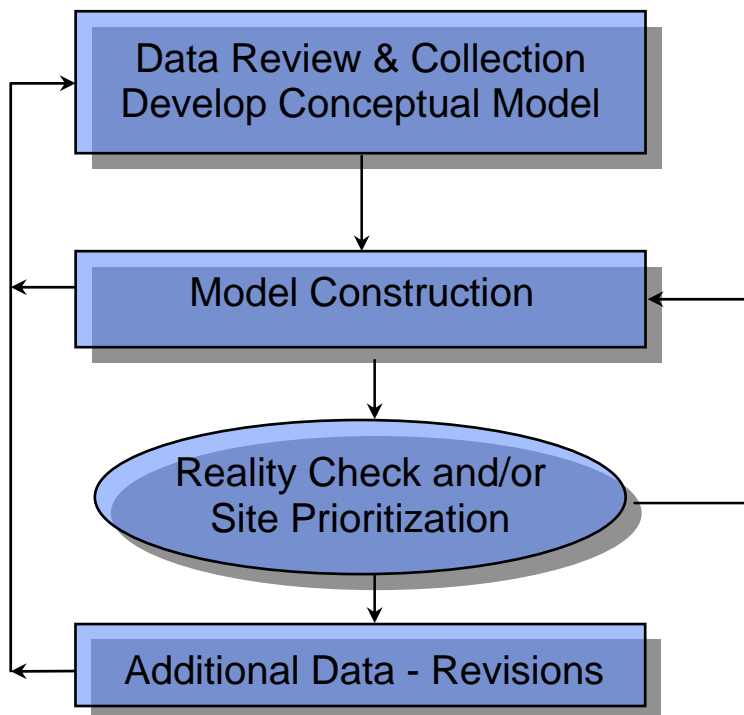 Data Review & Collection
Develop Conceptual Model
Model Construction
Reality Check and/or
Site Prioritization
Additional Data - Revisions